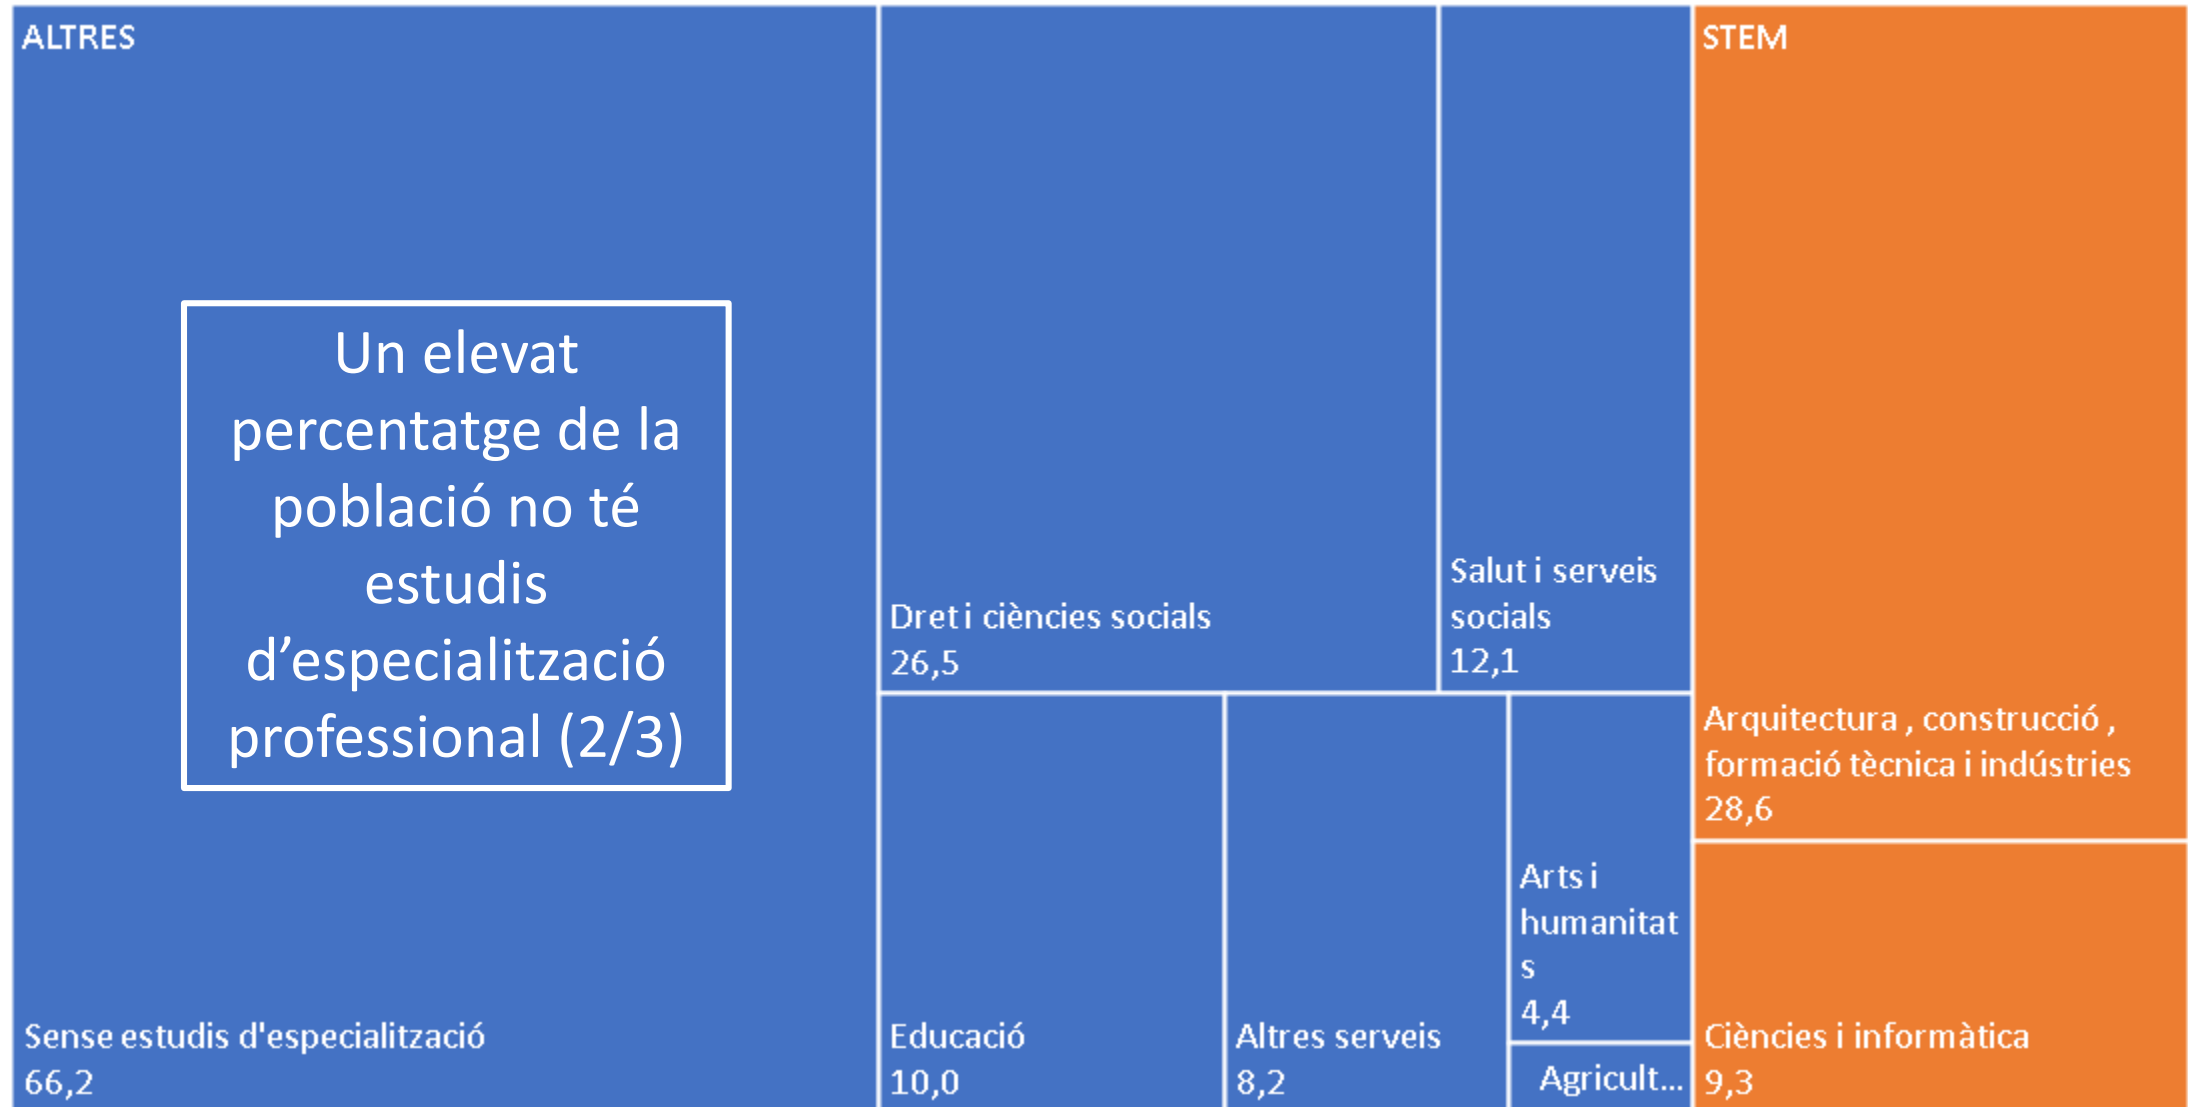 ALTRES
Un elevat
percentatge de la
població no té
estudis
d’especialització
professional (2/3)
Sense estudis d'especialització
66,2
Dret i ciències socials
26,5
Salut i serveis
socials
12,1
Educació
10,0
Altres serveis
8,2
Arts i
humanitat
s
4,4
Agricult...
STEM
Arquitectura , construcció ,
formació tècnica i indústries
28,6
Ciències i informàtica
9,3